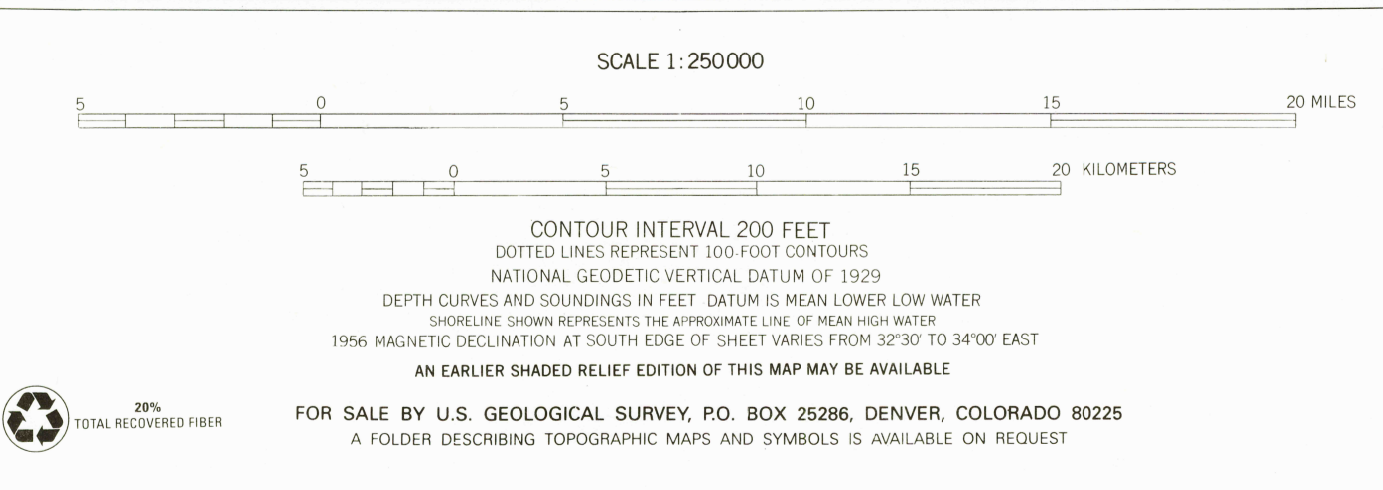 SCALE 1:250000
5 0 5 10 15 20 MILES
5 0 5 10 15 20 KILOMETERS
CONTOUR INTERVAL 200 FEET
DOTTED LINES REPRESENT 100-FOOT CONTOURS
NATIONAL GEODETIC VERTICAL DATUM OF 1929
DEPTH CURVES AND SOUNDINGS IN FEET DATUM IS MEAN LOWER LOW WATER
SHORELINE SHOWN REPRESENTS THE APPROXIMATE LINE OF MEAN HIGH WATER
1956 MAGNETIC DECLINATION AT SOUTH EDGE OF SHEET VARIES FROM 32°30' TO 34°00' EAST
AN EARLIER SHADED RELIEF EDITION OF THIS MAP MAY BE AVAILABLE
20%
TOTAL RECOVERED FIBER
FOR SALE BY U.S. GEOLOGICAL SURVEY, P.O. BOX 25286, DENVER, COLORADO 80225
A FOLDER DESCRIBING TOPOGRAPHIC MAPS AND SYMBOLS IS AVAILABLE ON REQUEST